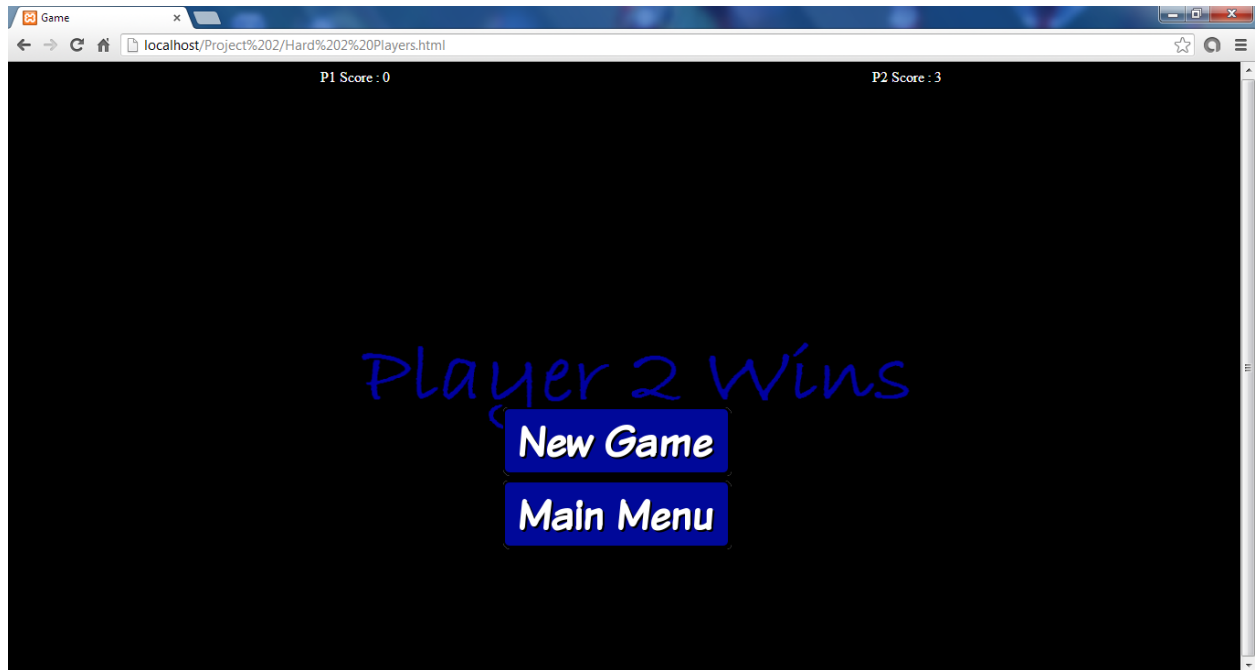 Game
localhost/Project%202/Hard%202%20Players.html
P1 Score : 0 P2 Score : 3
Player 2 Wins
New Game
Main Menu